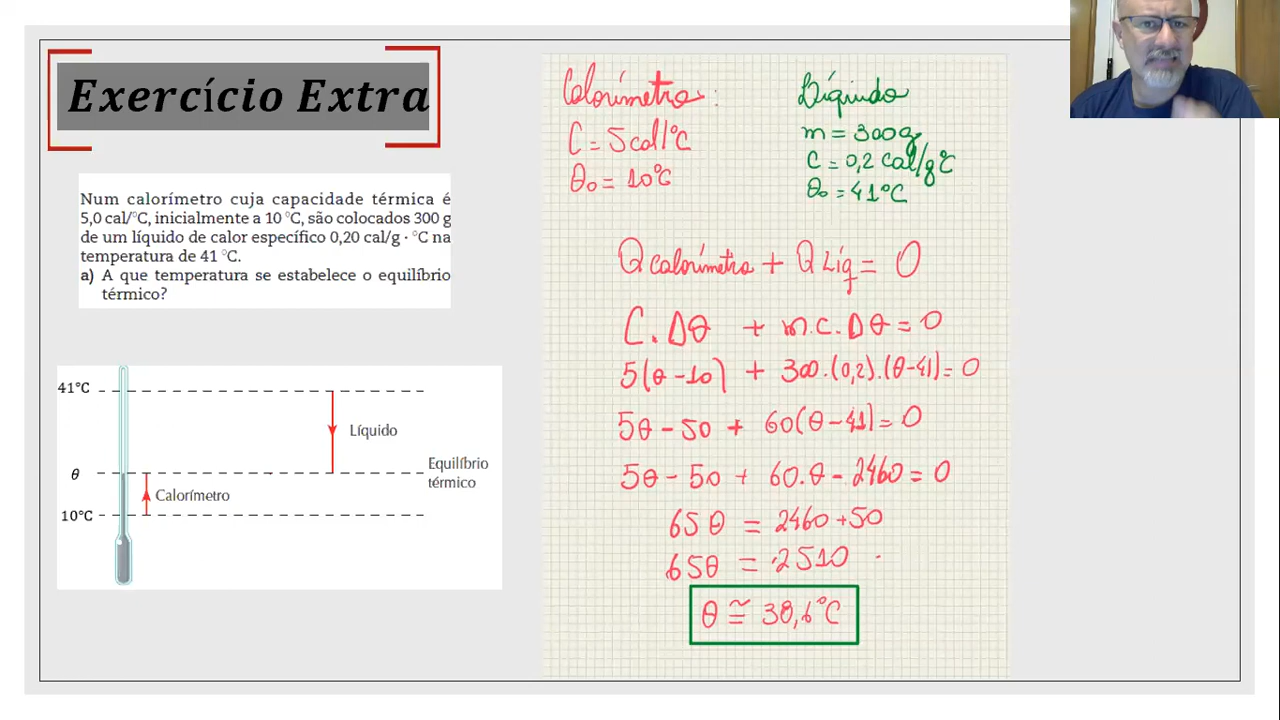 Exercício Extra
Num calorímetro cuja capacidade térmica é
5,0 cal/°C, inicialmente a 10 °C, são colocados 300 g
de um líquido de calor específico 0,20 cal/g · °C na
temperatura de 41 °C.
a) A que temperatura se estabelece o equilíbrio
térmico?
41°C
Líquido
θ
Equilíbrio
térmico
Calorímetro
10°C
Calorímetro:
C = 5 cal/°C
θ₀ = 10°C
Líquido
m = 300g
C = 0,2 cal/g°C
θ₀ = 41°C
Q calorímetro + Q Líq = 0
C . Δθ + m.c.Δθ = 0
5(θ-10) + 300.(0,2).(θ-41) = 0
5θ - 50 + 60(θ-41) = 0
5θ - 50 + 60.θ - 2460 = 0
65θ = 2460+50
65θ = 2510
θ ≅ 38,6°C